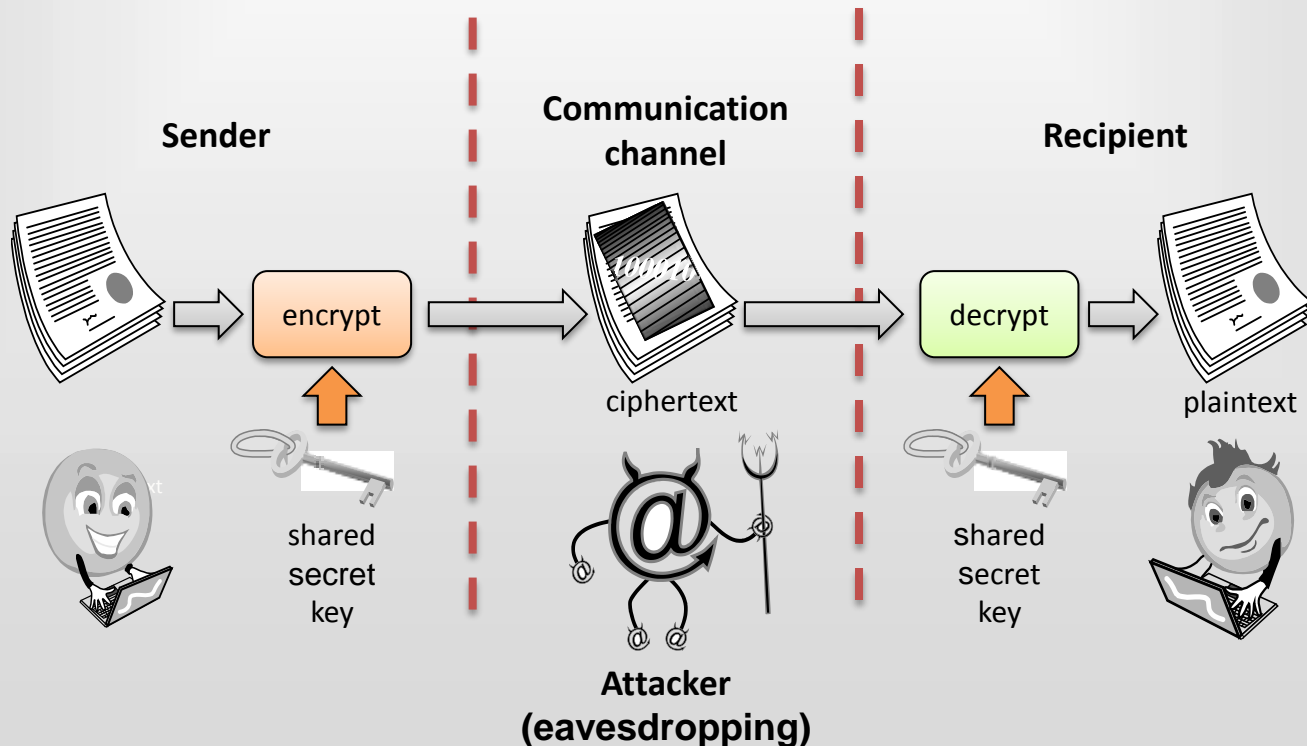 Sender
Communication
channel
Recipient
encrypt
decrypt
ciphertext
plaintext
shared
secret
key
@
@
@
@
shared
secret
key
Attacker
(eavesdropping)